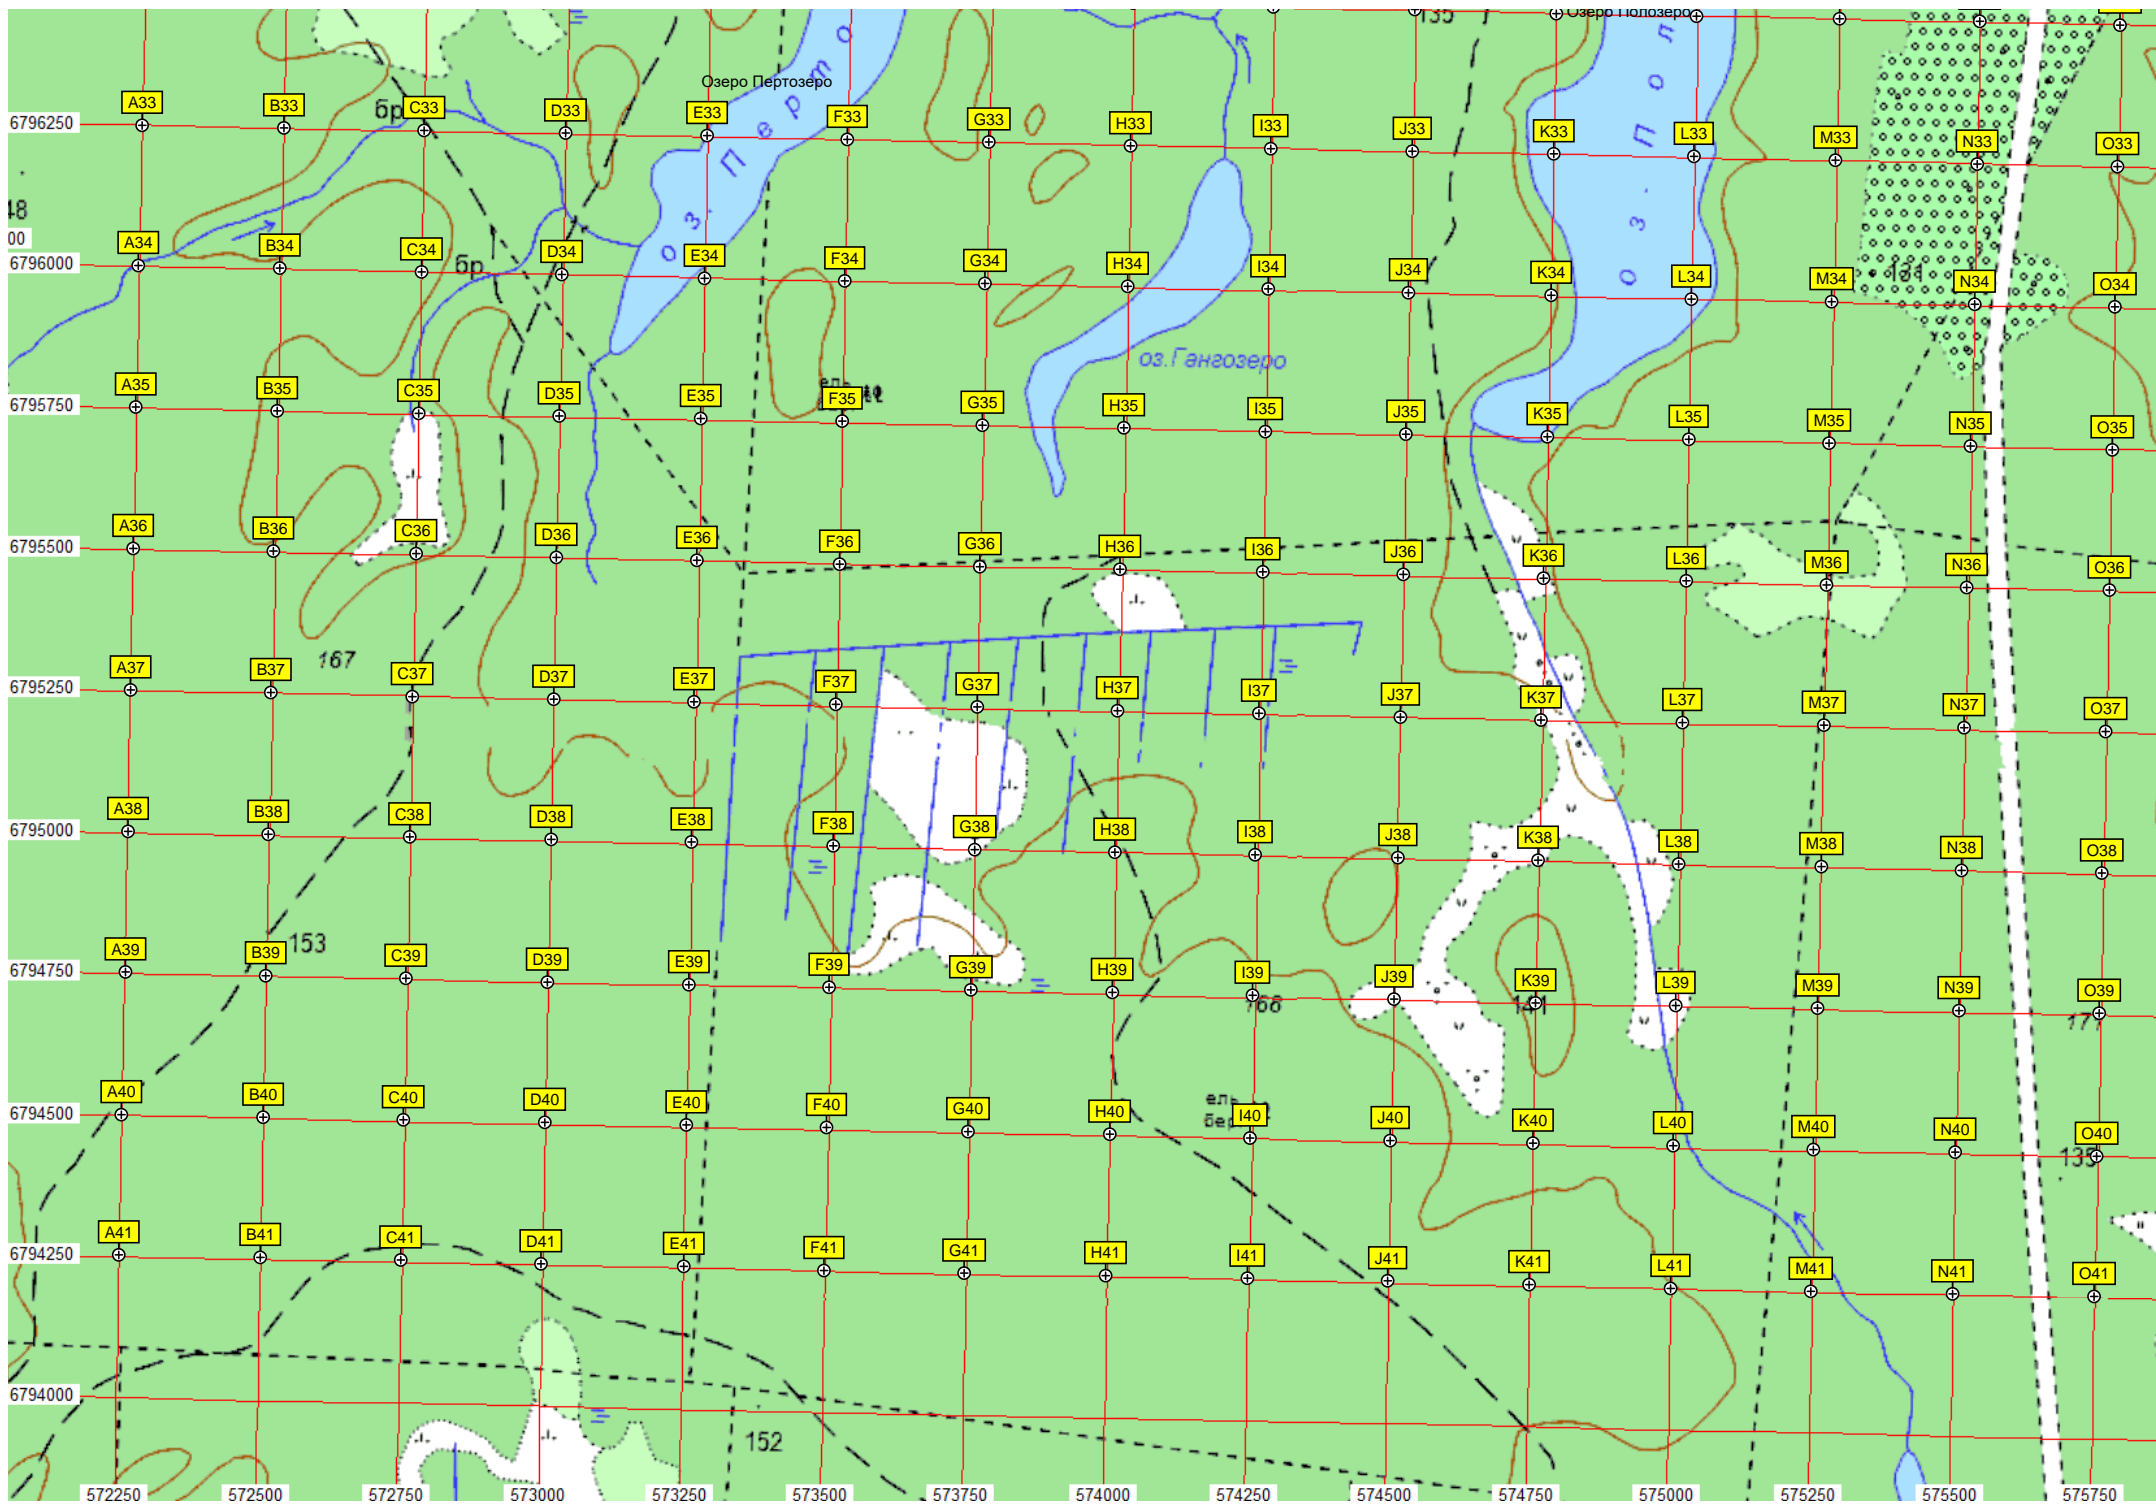 Озеро Полозеро
135
Озеро Пертозеро
оз. Перто
оз. Пол
бр
A33 B33 C33 D33 E33 F33 G33 H33 I33 J33 K33 L33 M33 N33 O33
6796250
48
00
A34 B34 C34 D34 E34 F34 G34 H34 I34 J34 K34 L34 M34 N34 O34
6796000
бр
131
оз.Гангозеро
A35 B35 C35 D35 E35 F35 G35 H35 I35 J35 K35 L35 M35 N35 O35
6795750
A36 B36 C36 D36 E36 F36 G36 H36 I36 J36 K36 L36 M36 N36 O36
6795500
167
A37 B37 C37 D37 E37 F37 G37 H37 I37 J37 K37 L37 M37 N37 O37
6795250
A38 B38 C38 D38 E38 F38 G38 H38 I38 J38 K38 L38 M38 N38 O38
6795000
153
A39 B39 C39 D39 E39 F39 G39 H39 I39 J39 K39 L39 M39 N39 O39
6794750
168 141 177
ель
бер
A40 B40 C40 D40 E40 F40 G40 H40 I40 J40 K40 L40 M40 N40 O40
6794500
135
A41 B41 C41 D41 E41 F41 G41 H41 I41 J41 K41 L41 M41 N41 O41
6794250
6794000
152
572250 572500 572750 573000 573250 573500 573750 574000 574250 574500 574750 575000 575250 575500 575750